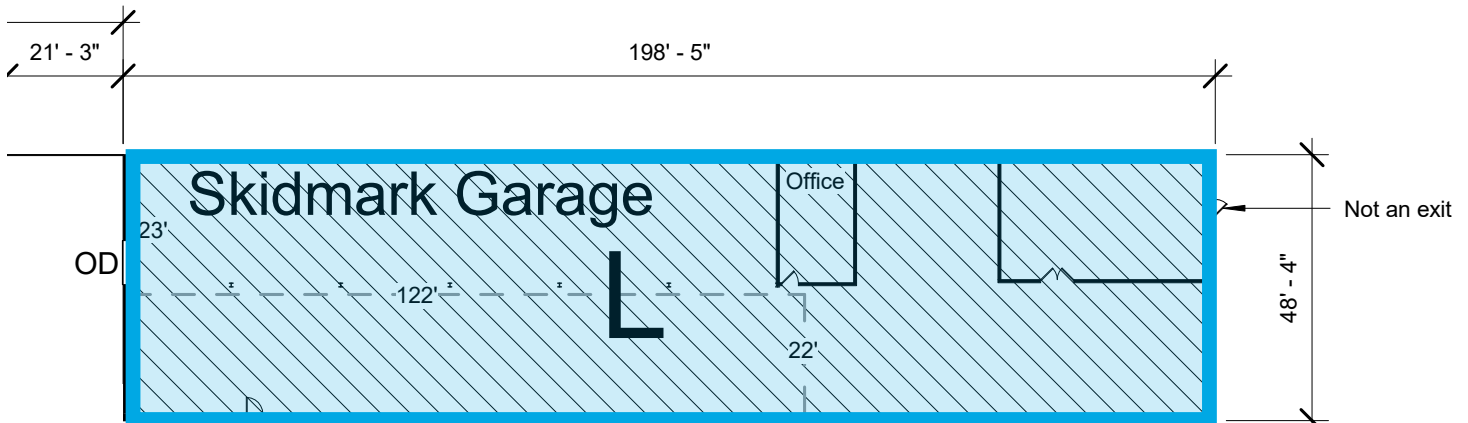 21' - 3"
198' - 5"
Skidmark Garage
Office
Not an exit
23'
OD
L
122'
48' - 4"
22'